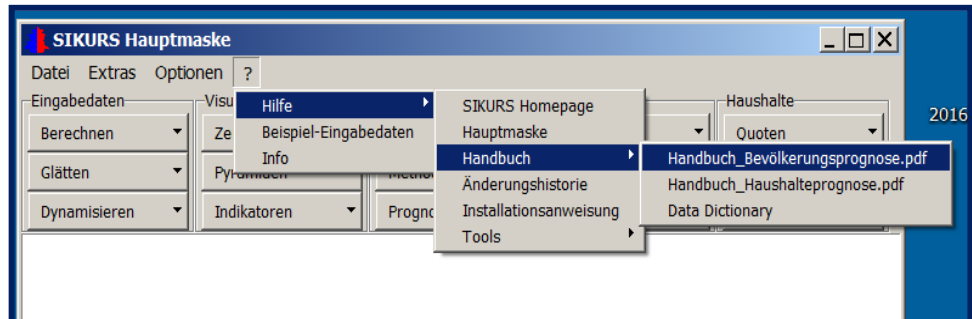 SIKURS Hauptmaske
Datei Extras Optionen ?
Eingabedaten
Haushalte
Berechnen
Quoten
Glätten
Dynamisieren
Indikatoren
Hilfe
Beispiel-Eingabedaten
Info
SIKURS Homepage
Hauptmaske
Handbuch
Änderungshistorie
Installationsanweisung
Tools
Handbuch_Bevölkerungsprognose.pdf
Handbuch_Haushalteprognose.pdf
Data Dictionary
2016